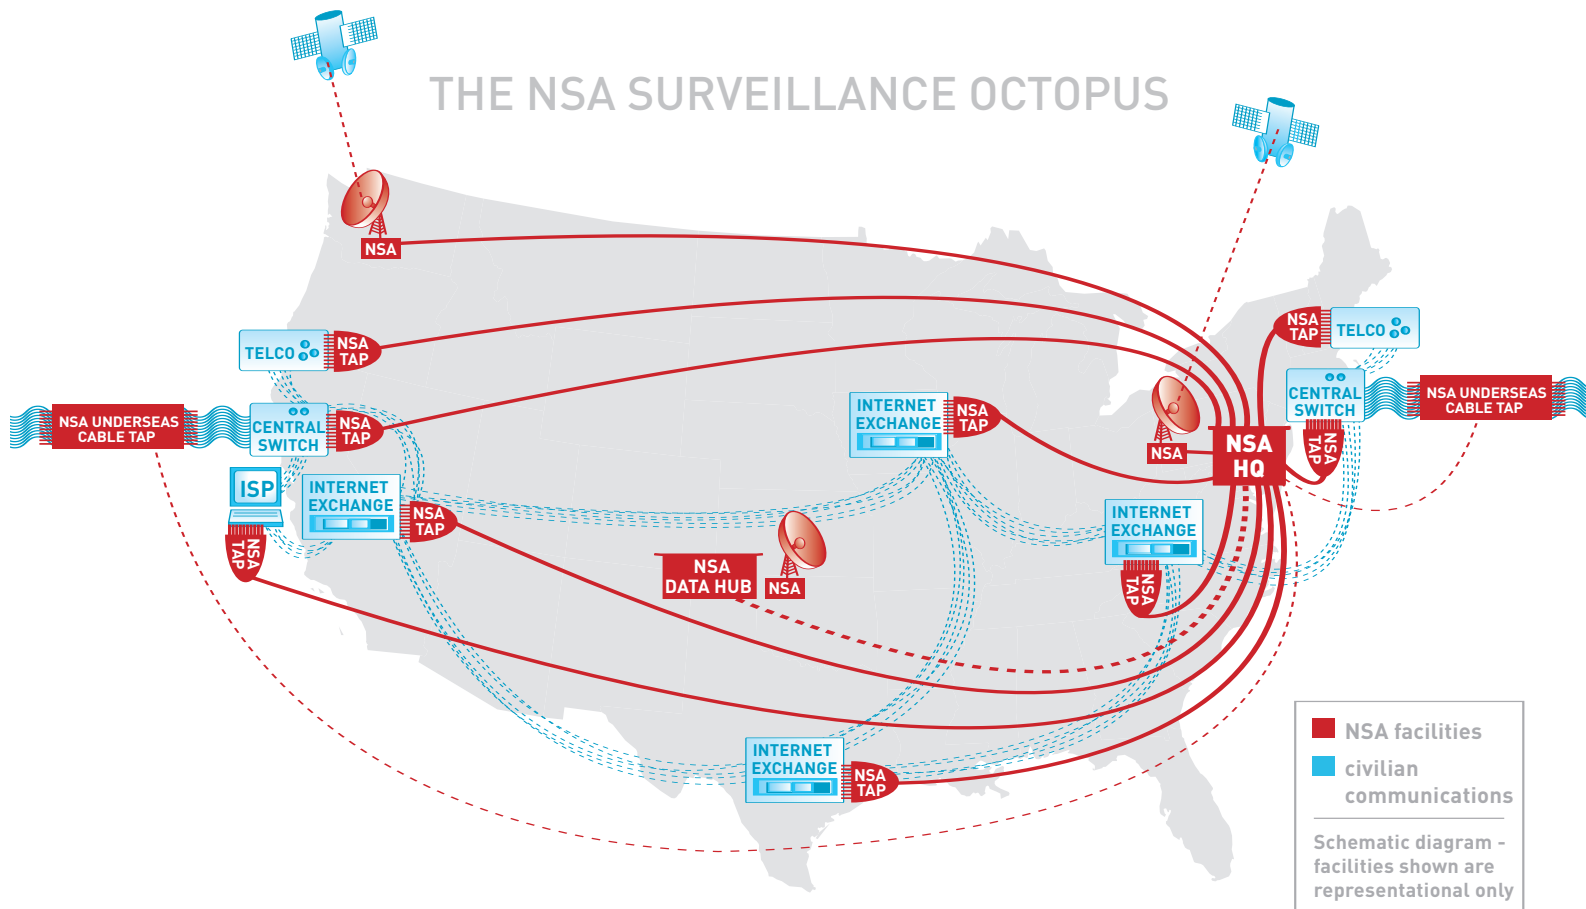 THE NSA SURVEILLANCE OCTOPUS
NSA
TELCO
NSA
TAP
NSA
TAP
TELCO
NSA UNDERSEAS
CABLE TAP
CENTRAL
SWITCH
NSA
TAP
INTERNET
EXCHANGE
NSA
TAP
NSA
NSA
HQ
CENTRAL
SWITCH
NSA
TAP
NSA UNDERSEAS
CABLE TAP
ISP
NSA
TAP
INTERNET
EXCHANGE
NSA
TAP
NSA
DATA HUB
NSA
INTERNET
EXCHANGE
NSA
TAP
INTERNET
EXCHANGE
NSA
TAP
NSA facilities
civilian
communications
Schematic diagram -
facilities shown are
representational only